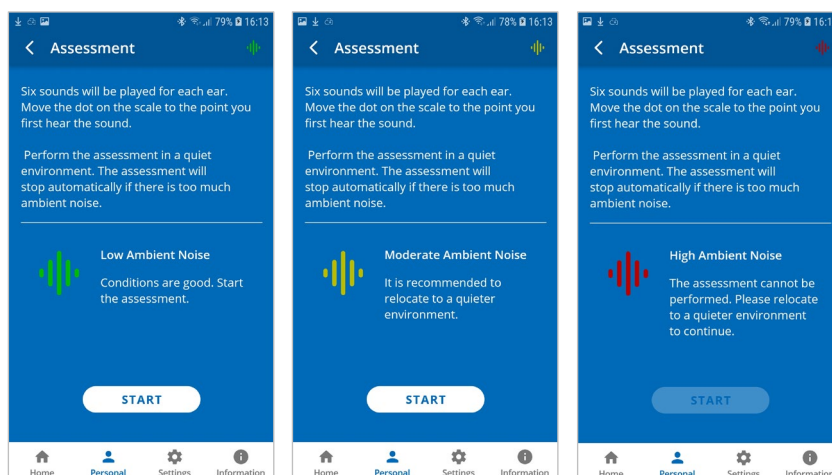 79% 16:13
Assessment
Six sounds will be played for each ear.
Move the dot on the scale to the point you
first hear the sound.
Perform the assessment in a quiet
environment. The assessment will
stop automatically if there is too much
ambient noise.
Low Ambient Noise
Conditions are good. Start
the assessment.
START
Home Personal Settings Information
78% 16:13
Assessment
Six sounds will be played for each ear.
Move the dot on the scale to the point you
first hear the sound.
Perform the assessment in a quiet
environment. The assessment will
stop automatically if there is too much
ambient noise.
Moderate Ambient Noise
It is recommended to
relocate to a quieter
environment.
START
Home Personal Settings Information
79% 16:1
Assessment
Six sounds will be played for each ear.
Move the dot on the scale to the point you
first hear the sound.
Perform the assessment in a quiet
environment. The assessment will
stop automatically if there is too much
ambient noise.
High Ambient Noise
The assessment cannot be
performed. Please relocate
to a quieter environment
to continue.
START
Home Personal Settings Information